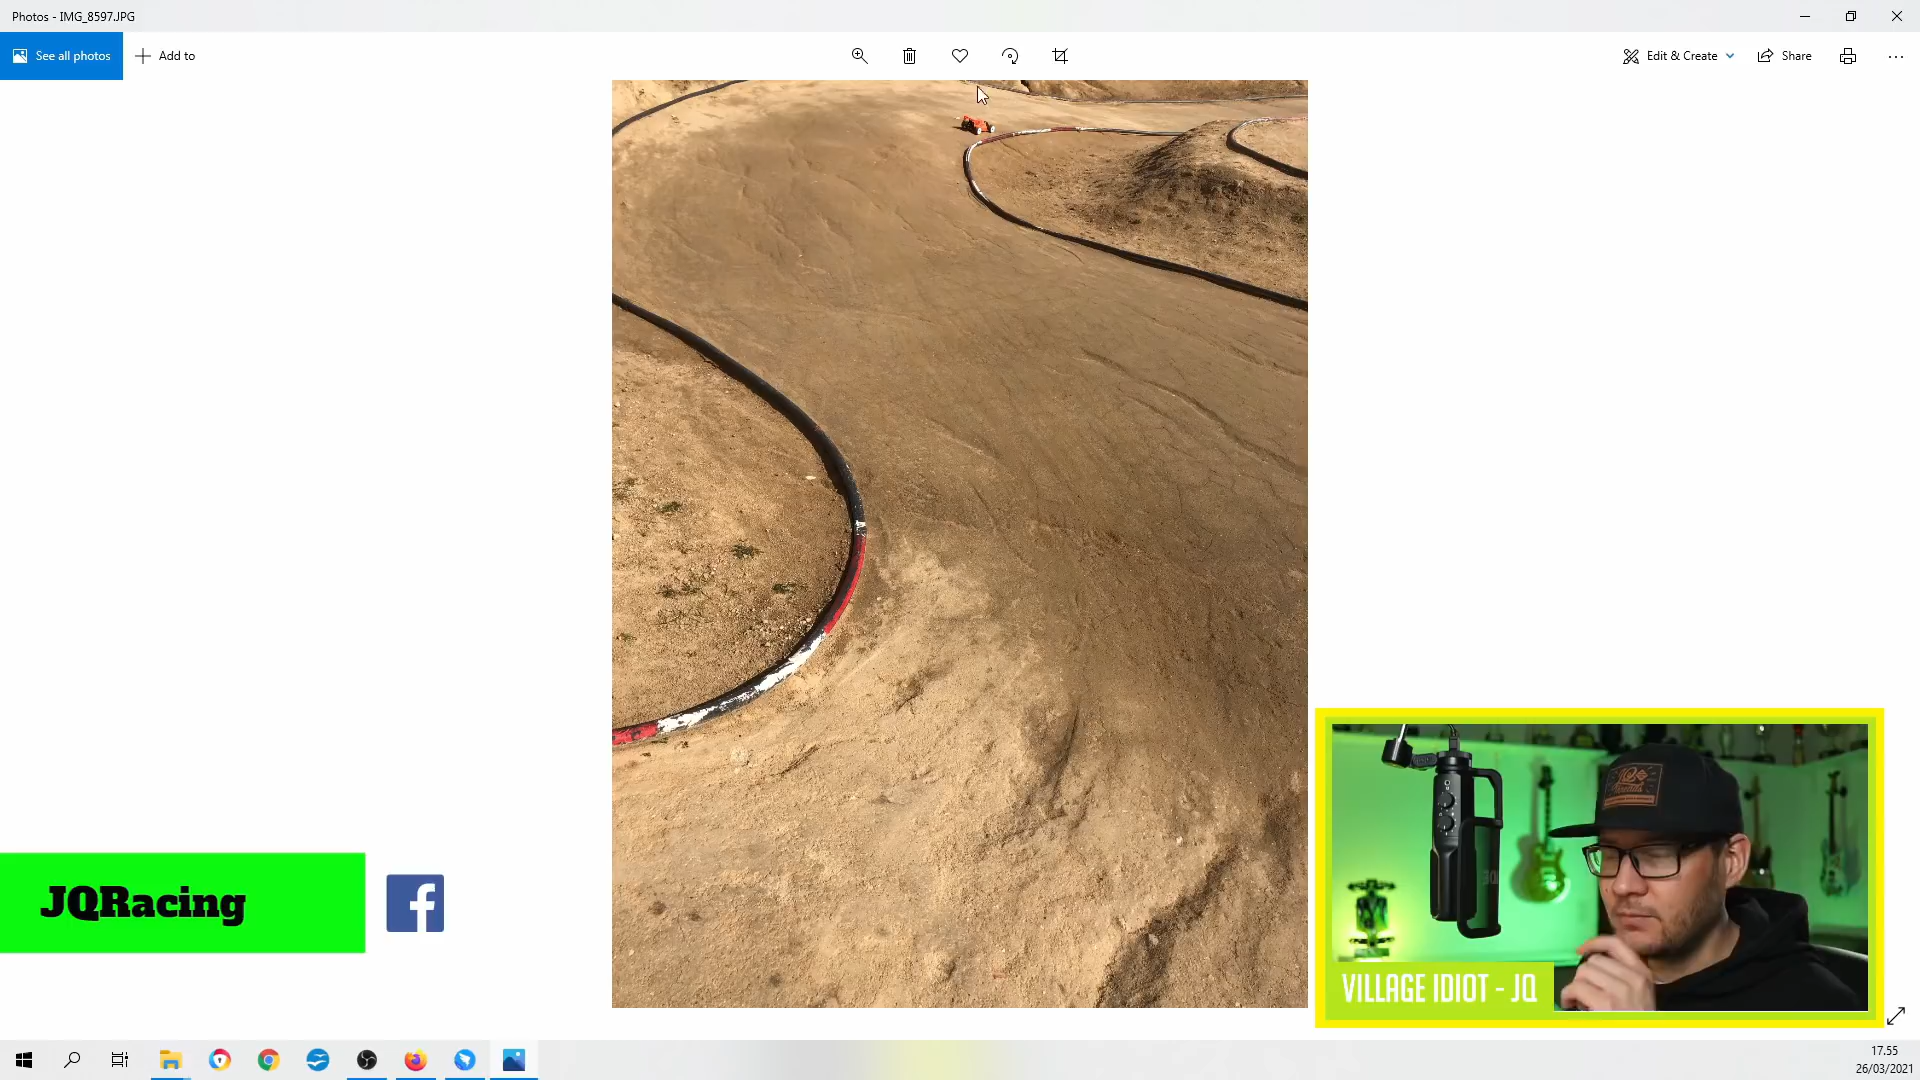 Photos - IMG_8597.JPG
See all photos
Add to
Edit & Create
Share
JQRacing
VILLAGE IDIOT - JQ
17.55
26/03/2021